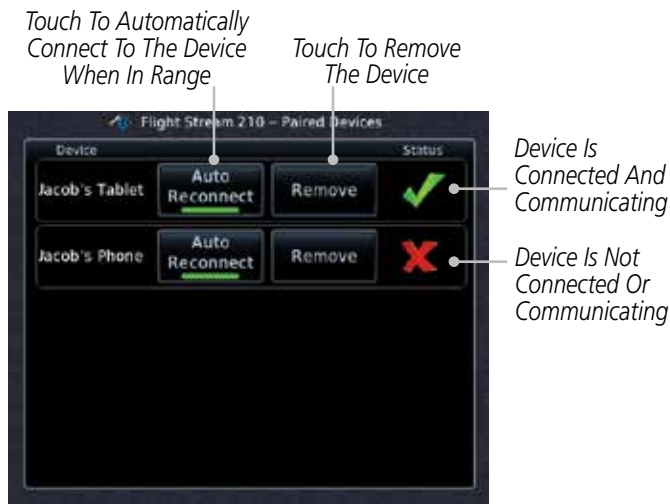 Touch To Automatically
Connect To The Device
When In Range
Touch To Remove
The Device
Flight Stream 210 – Paired Devices
Device
Status
Jacob's Tablet
Auto
Reconnect
Remove
Jacob's Phone
Auto
Reconnect
Remove
Device Is
Connected And
Communicating
Device Is Not
Connected Or
Communicating